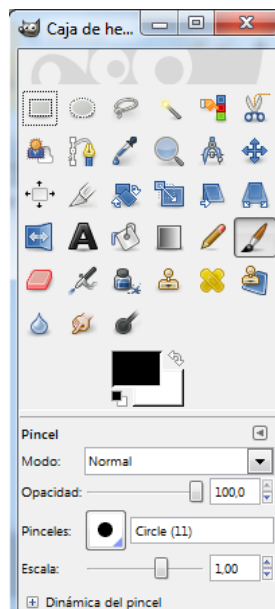 Caja de he...
Pincel
Modo: Normal
Opacidad: 100,0
Pinceles: Circle (11)
Escala: 1,00
Dinámica del pincel